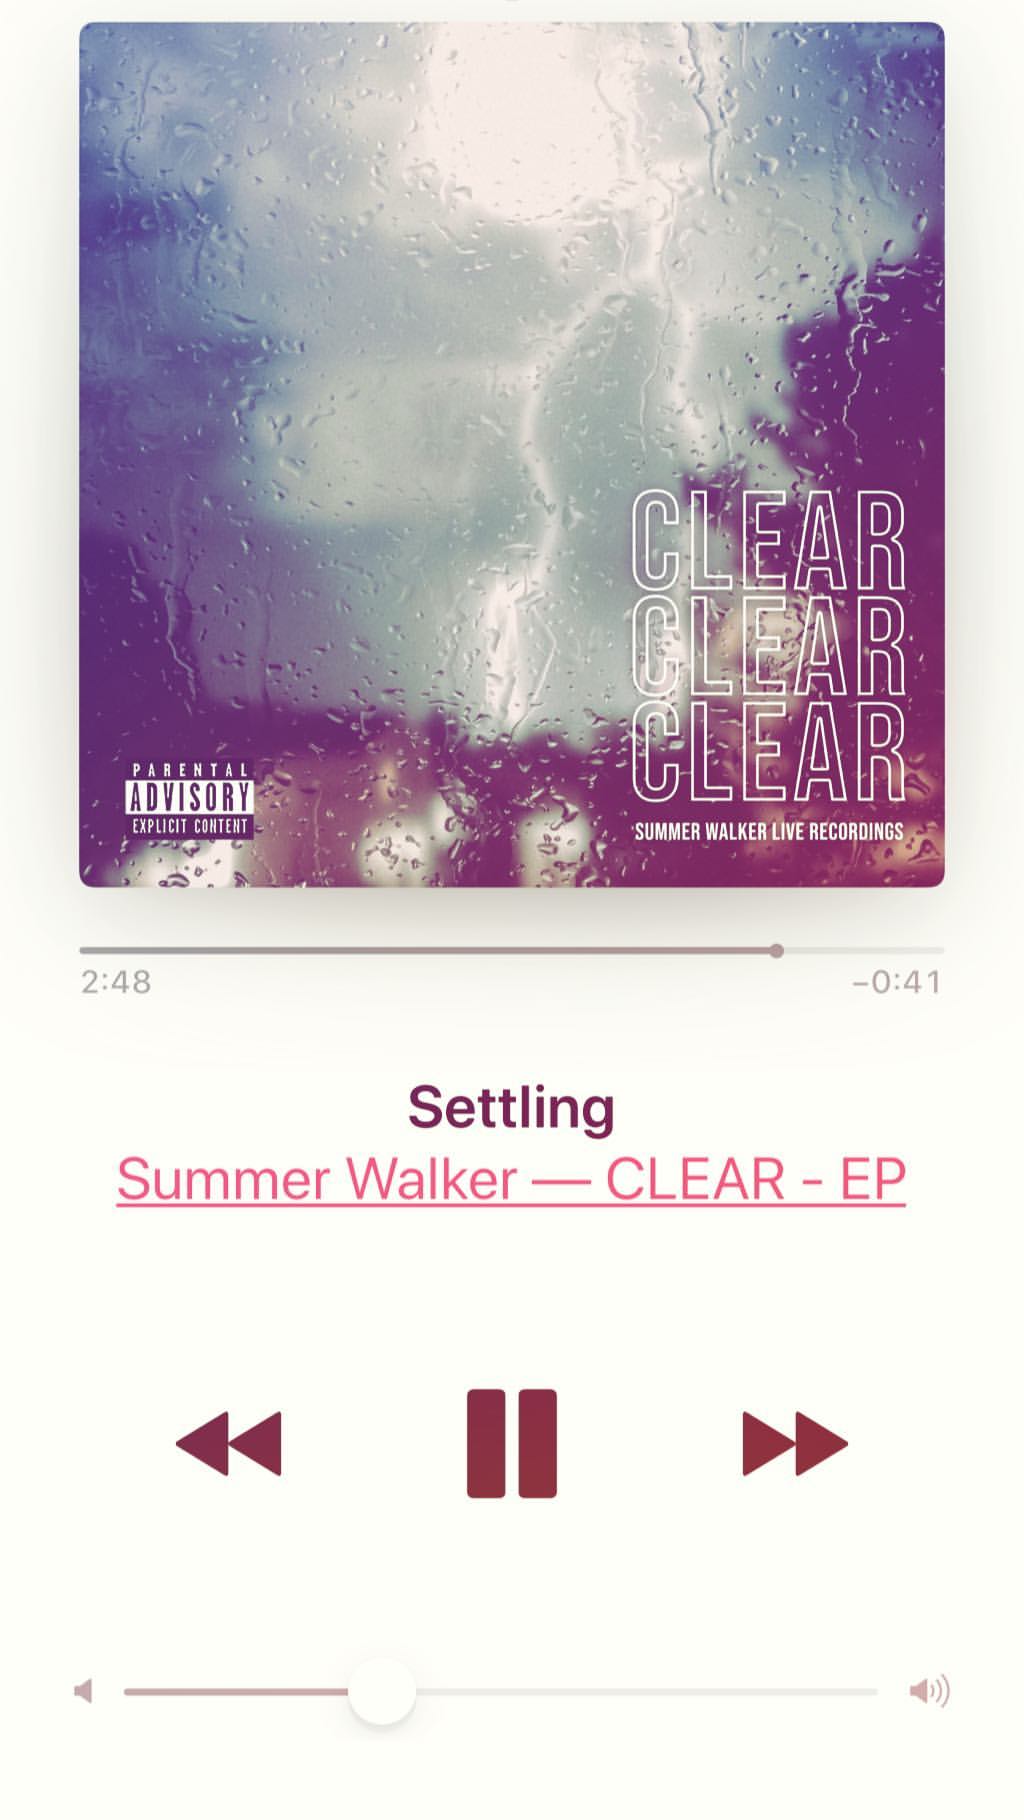 CLEAR
CLEAR
CLEAR
PARENTAL
ADVISORY
EXPLICIT CONTENT
SUMMER WALKER LIVE RECORDINGS
2:48
−0:41
Settling
Summer Walker — CLEAR - EP